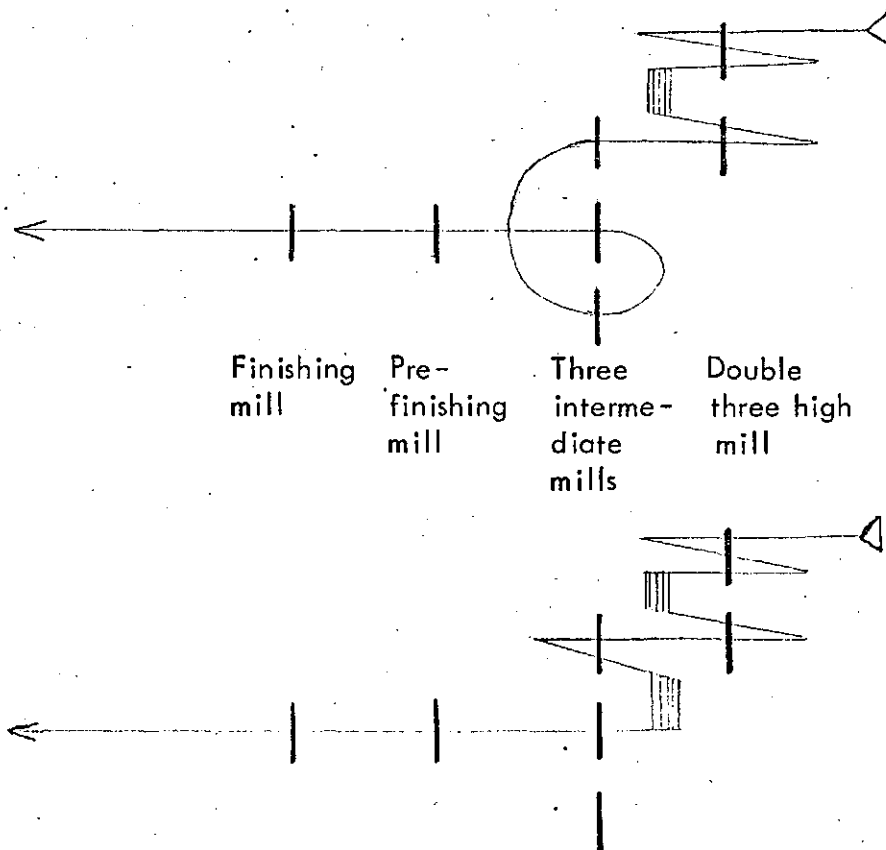 Finishing
mill
Pre-
finishing
mill
Three
interme-
diate
mills
Double
three high
mill